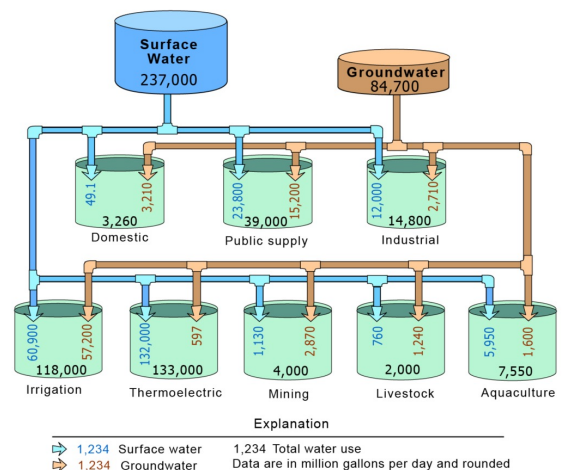 Surface
Water
237,000
Groundwater
84,700
49.1
3,210
3,260
Domestic
23,800
15,200
39,000
Public supply
12,000
2,710
14,800
Industrial
60,900
57,200
118,000
Irrigation
132,000
597
133,000
Thermoelectric
1,130
2,870
4,000
Mining
760
1,240
2,000
Livestock
5,950
1,600
7,550
Aquaculture
Explanation
1,234 Surface water 1,234 Total water use
1,234 Groundwater Data are in million gallons per day and rounded